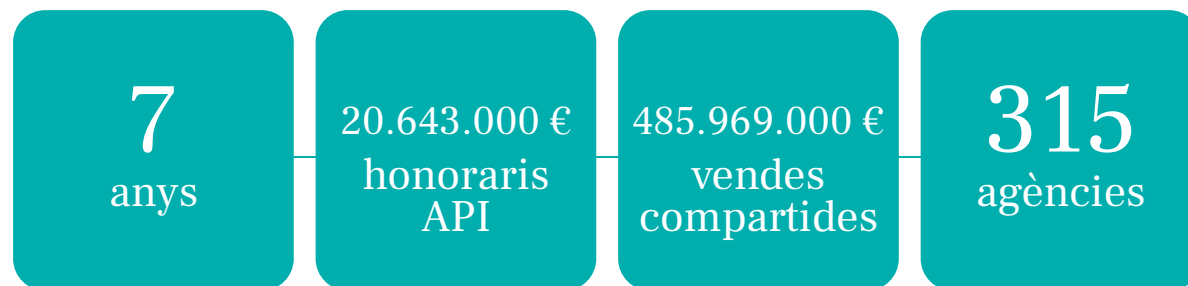 7
anys
20.643.000 €
honoraris
API
485.969.000 €
vendes
compartides
315
agències